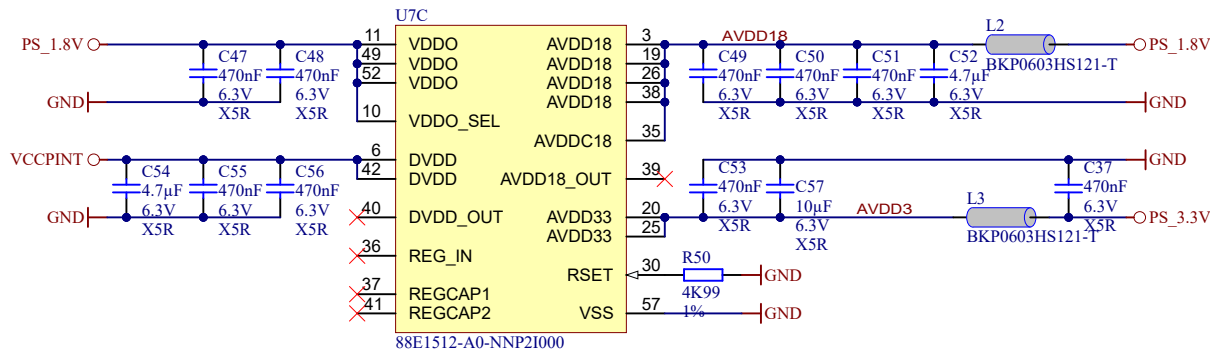 U7C
PS_1.8V
11
VDDO
AVDD18
3
AVDD18
L2
PS_1.8V
C47
C48
49
VDDO
AVDD18
19
C49
C50
C51
C52
BKP0603HS121-T
470nF
470nF
52
VDDO
AVDD18
26
470nF
470nF
470nF
4.7µF
6.3V
6.3V
AVDD18
38
6.3V
6.3V
6.3V
6.3V
GND
X5R
X5R
10
VDDO_SEL
X5R
X5R
X5R
X5R
GND
AVDDC18
35
VCCPINT
6
DVDD
GND
C54
C55
C56
42
DVDD
AVDD18_OUT
39
C53
C57
C37
4.7µF
470nF
470nF
470nF
10µF
470nF
6.3V
6.3V
6.3V
6.3V
6.3V
6.3V
GND
X5R
X5R
X5R
40
DVDD_OUT
AVDD33
20
X5R
X5R
AVDD3
L3
X5R
PS_3.3V
AVDD33
25
BKP0603HS121-T
36
REG_IN
RSET
30
R50
GND
4K99
1%
37
REGCAP1
41
REGCAP2
VSS
57
GND
88E1512-A0-NNP2I000